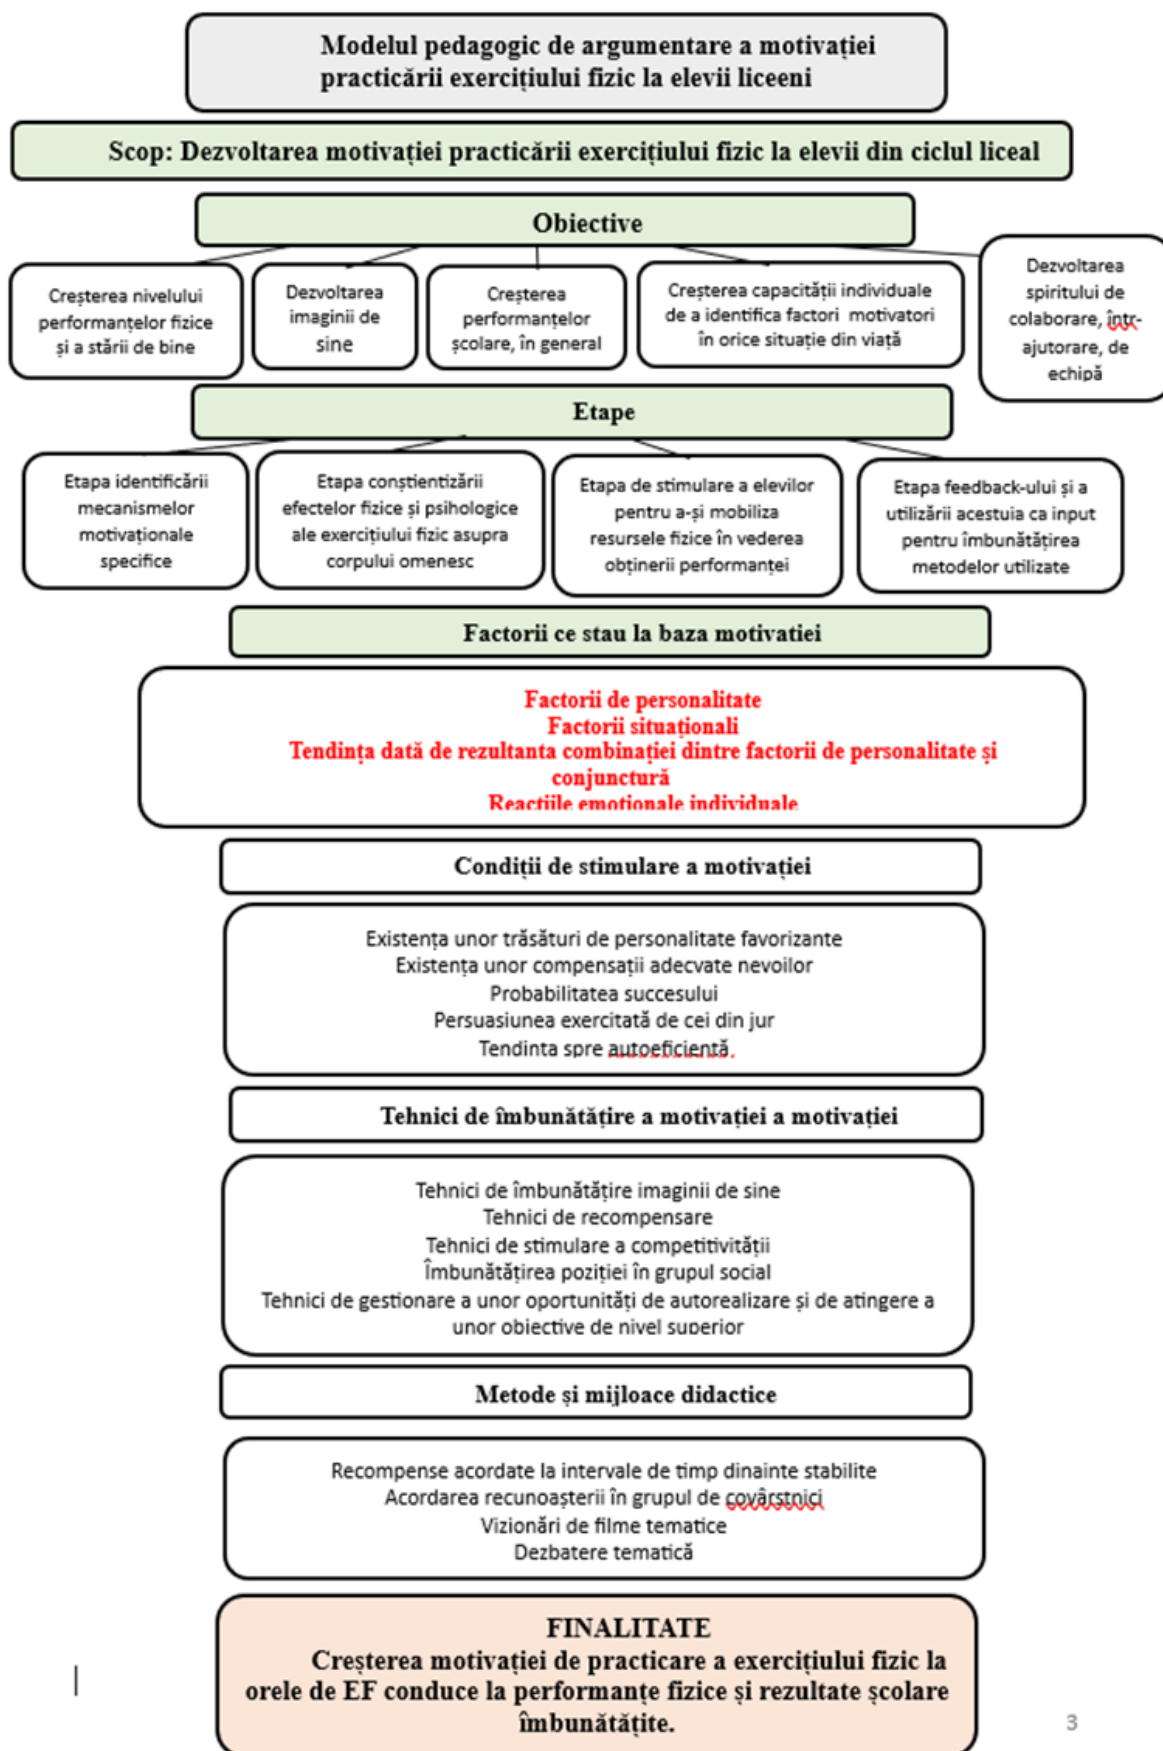 Modelul pedagogic de argumentare a motivației
practicării exercițiului fizic la elevii liceeni
Scop: Dezvoltarea motivației practicării exercițiului fizic la elevii din ciclul liceal
Obiective
Creșterea nivelului
performanțelor fizice
și a stării de bine
Dezvoltarea
imaginii de
sine
Creșterea
performanțelor
școlare, în general
Creșterea capacității individuale
de a identifica factori motivatori
în orice situație din viață
Dezvoltarea
spiritului de
colaborare, într-
ajutorare, de
echipă
Etape
Etapa identificării
mecanismelor
motivaționale
specifice
Etapa conștientizării
efectelor fizice și psihologice
ale exercițiului fizic asupra
corpului omenesc
Etapa de stimulare a elevilor
pentru a-și mobiliza
resursele fizice în vederea
obținerii performanței
Etapa feedback-ului și a
utilizării acestuia ca input
pentru îmbunătățirea
metodelor utilizate
Factorii ce stau la baza motivatiei
Factorii de personalitate
Factorii situaționali
Tendința dată de rezultanta combinației dintre factorii de personalitate și
conjunctură
Reacțiile emoționale individuale
Condiții de stimulare a motivației
Existența unor trăsături de personalitate favorizante
Existența unor compensații adecvate nevoilor
Probabilitatea succesului
Persuasiunea exercitată de cei din jur
Tendința spre autoeficiență.
Tehnici de îmbunătățire a motivației a motivației
Tehnici de îmbunătățire imaginii de sine
Tehnici de recompensare
Tehnici de stimulare a competitivității
Îmbunătățirea poziției în grupul social
Tehnici de gestionare a unor oportunități de autorealizare și de atingere a
unor obiective de nivel superior
Metode și mijloace didactice
Recompense acordate la intervale de timp dinainte stabilite
Acordarea recunoașterii în grupul de covârstnici
Vizionări de filme tematice
Dezbatere tematică
FINALITATE
Creșterea motivației de practicare a exercițiului fizic la
orele de EF conduce la performanțe fizice și rezultate școlare
îmbunătățite.
3